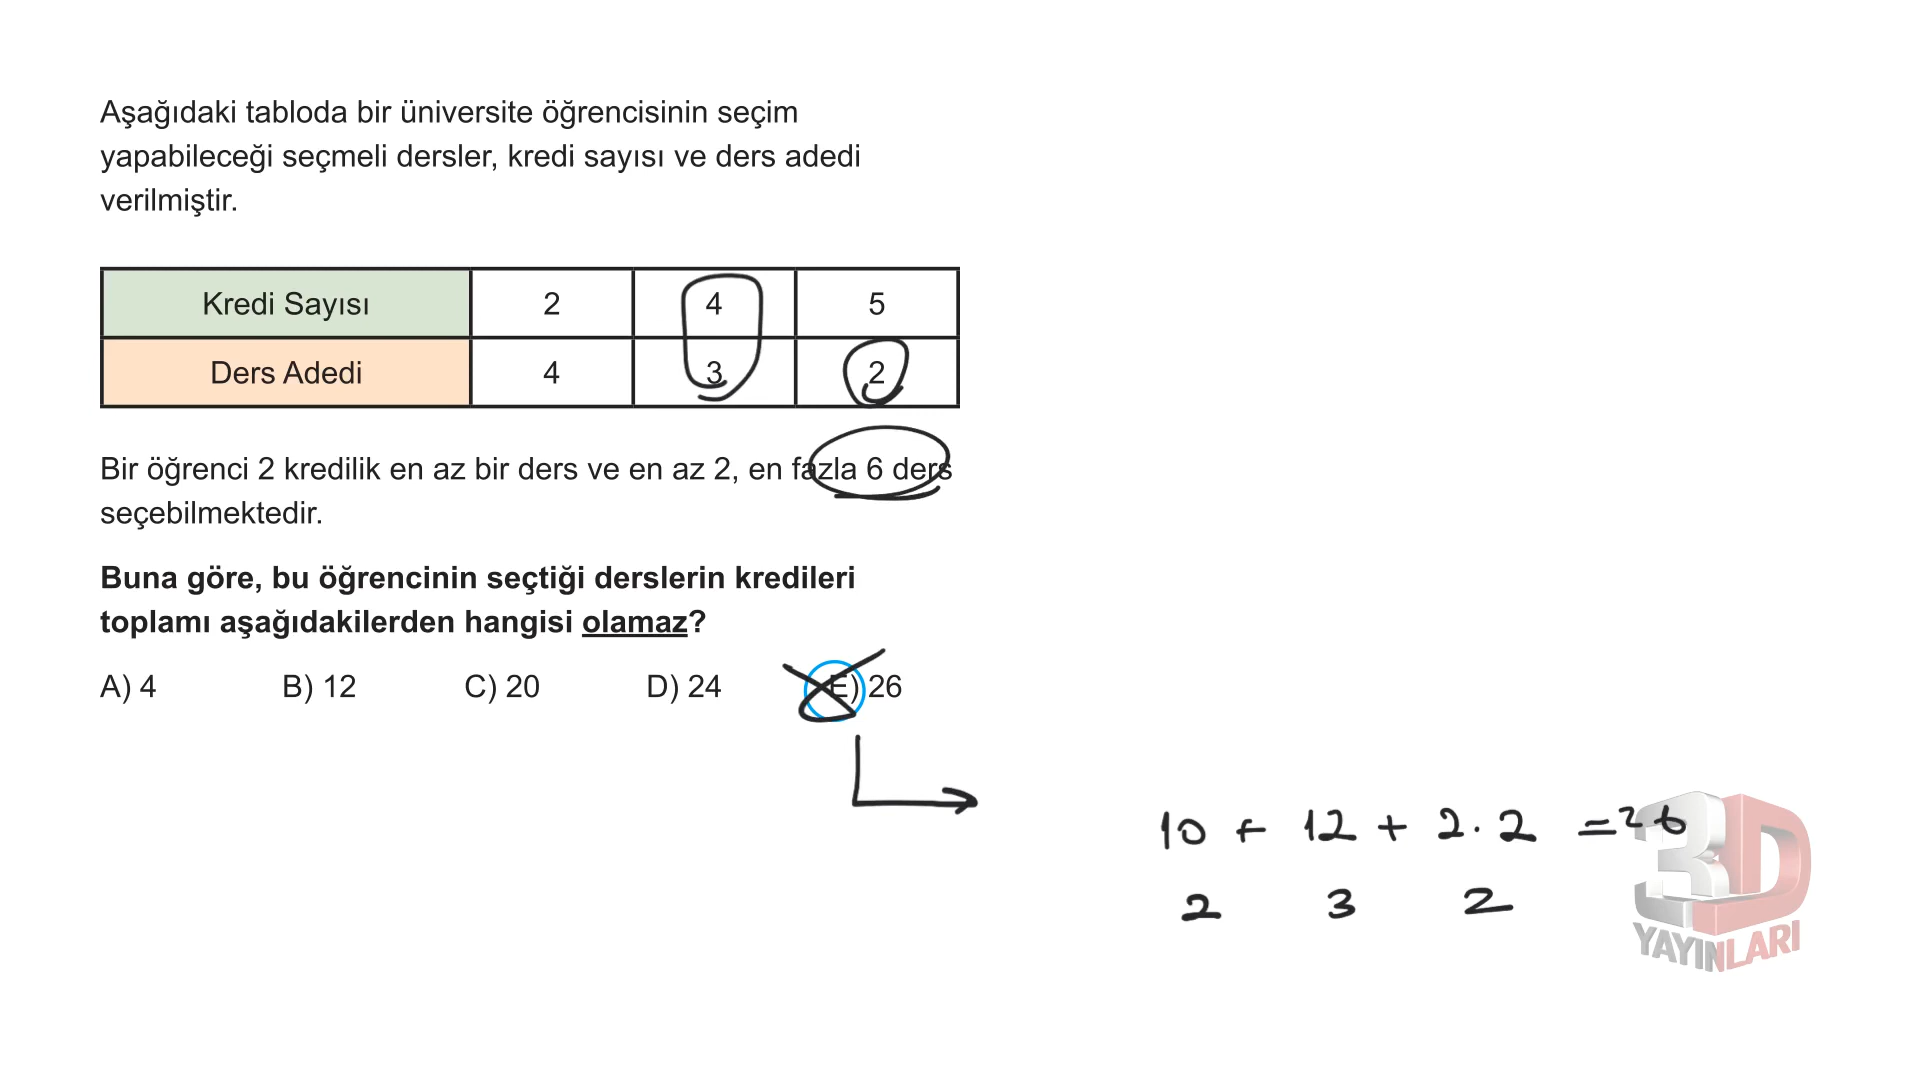 Aşağıdaki tabloda bir üniversite öğrencisinin seçim
yapabileceği seçmeli dersler, kredi sayısı ve ders adedi
verilmiştir.
Kredi Sayısı 2 4 5
Ders Adedi 4 3 2
Bir öğrenci 2 kredilik en az bir ders ve en az 2, en fazla 6 ders
seçebilmektedir.
Buna göre, bu öğrencinin seçtiği derslerin kredileri
toplamı aşağıdakilerden hangisi olamaz?
A) 4 B) 12 C) 20 D) 24 E) 26
10 + 12 + 2.2 = 26
2 3 2
3D
YAYINLARI